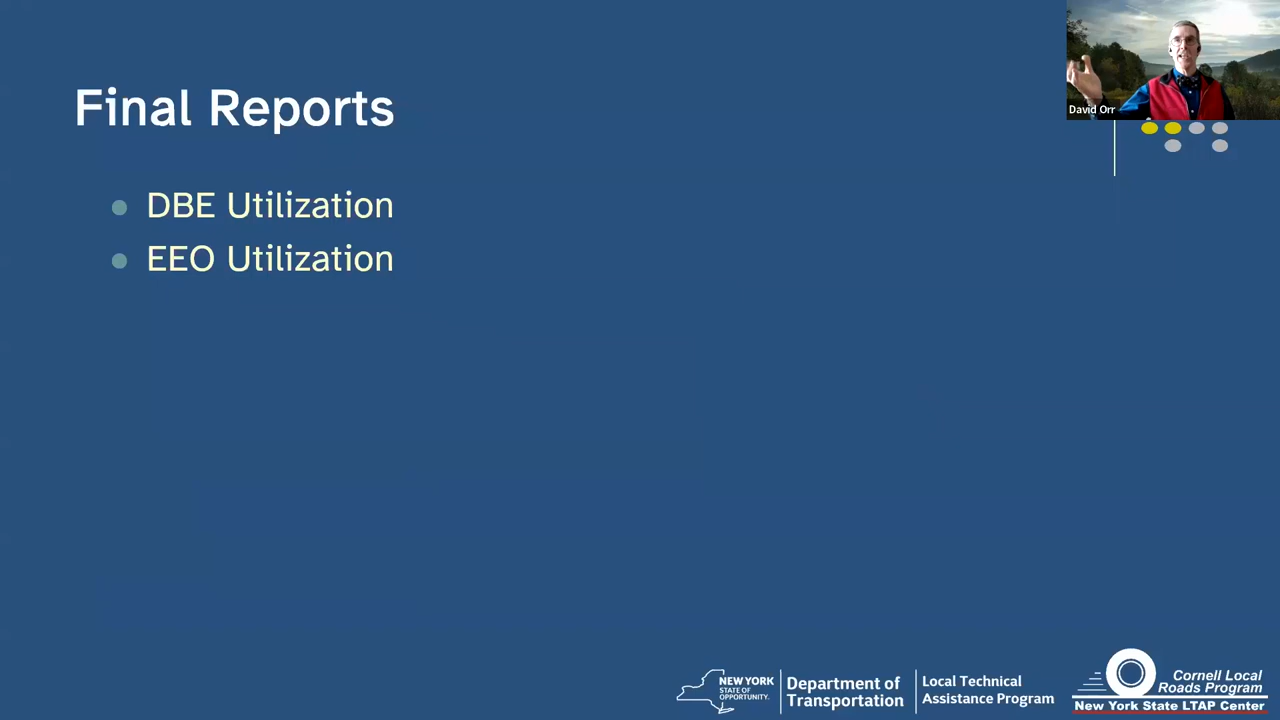 Final Reports
DBE Utilization
EEO Utilization
David Orr
NEW YORK
STATE OF
OPPORTUNITY.
Department of
Transportation
Local Technical
Assistance Program
Cornell Local
Roads Program
New York State LTAP Center